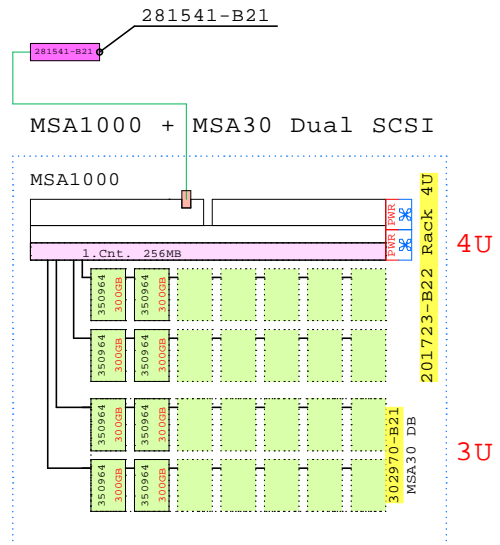 281541-B21
281541-B21
MSA1000 + MSA30 Dual SCSI
MSA1000
PWR
PWR
201723-B22 Rack 4U
4U
1.Cnt. 256MB
350964 300GB
350964 300GB
350964 300GB
350964 300GB
350964 300GB
350964 300GB
302970-B21
MSA30 DB
3U
350964 300GB
350964 300GB